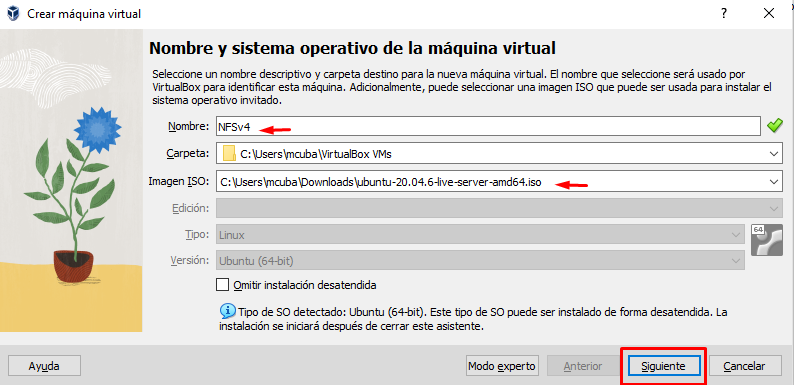 Crear máquina virtual
Nombre y sistema operativo de la máquina virtual
Seleccione un nombre descriptivo y carpeta destino para la nueva máquina virtual. El nombre que seleccione será usado por
VirtualBox para identificar esta máquina. Adicionalmente, puede seleccionar una imagen ISO que puede ser usada para instalar el
sistema operativo invitado.
Nombre: NFSv4
Carpeta: C:\Users\mcuba\VirtualBox VMs
Imagen ISO: C:\Users\mcuba\Downloads\ubuntu-20.04.6-live-server-amd64.iso
Edición:
Tipo: Linux
64
Versión: Ubuntu (64-bit)
Omitir instalación desatendida
Tipo de SO detectado: Ubuntu (64-bit). Este tipo de SO puede ser instalado de forma desatendida. La
instalación se iniciará después de cerrar este asistente.
Ayuda Modo experto Anterior Siguiente Cancelar